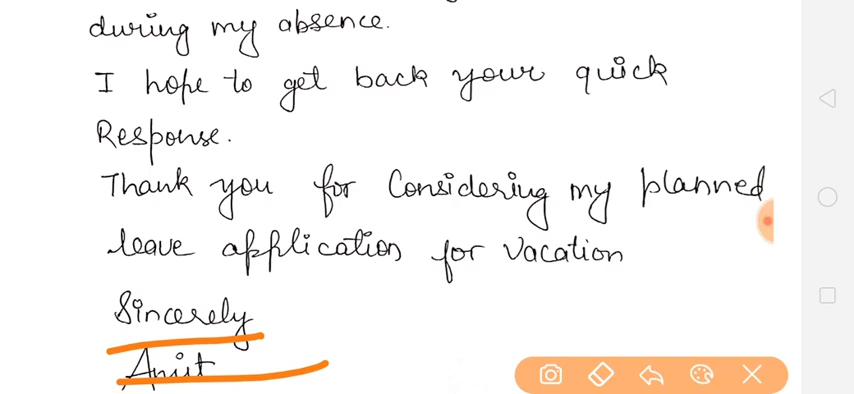 during my absence.
I hope to get back your quick
Response.
Thank you for Considering my planned
leave application for vacation
Sincerely